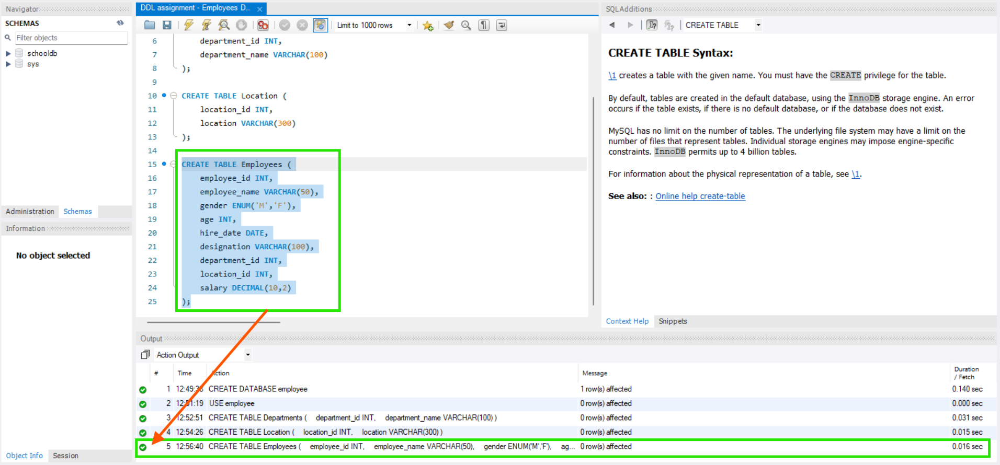 Navigator
SCHEMAS
Filter objects
schooldb
sys
Administration Schemas
Information
No object selected
Object Info Session
DDL assignment - Employees D...
Limit to 1000 rows
6 department_id INT,
7 department_name VARCHAR(100)
8 );
9
10 CREATE TABLE Location (
11 location_id INT,
12 location VARCHAR(300)
13 );
14
15 CREATE TABLE Employees (
16 employee_id INT,
17 employee_name VARCHAR(50),
18 gender ENUM('M','F'),
19 age INT,
20 hire_date DATE,
21 designation VARCHAR(100),
22 department_id INT,
23 location_id INT,
24 salary DECIMAL(10,2)
25 );
SQLAdditions
CREATE TABLE
CREATE TABLE Syntax:
\1 creates a table with the given name. You must have the CREATE privilege for the table.
By default, tables are created in the default database, using the InnoDB storage engine. An error
occurs if the table exists, if there is no default database, or if the database does not exist.
MySQL has no limit on the number of tables. The underlying file system may have a limit on the
number of files that represent tables. Individual storage engines may impose engine-specific
constraints. InnoDB permits up to 4 billion tables.
For information about the physical representation of a table, see \1.
See also: : Online help create-table
Context Help Snippets
Output
Action Output
# Time Action Message Duration / Fetch
1 12:49:38 CREATE DATABASE employee 1 row(s) affected 0.140 sec
2 12:51:19 USE employee 0 row(s) affected 0.000 sec
3 12:52:51 CREATE TABLE Departments ( department_id INT, department_name VARCHAR(100) ) 0 row(s) affected 0.031 sec
4 12:54:26 CREATE TABLE Location ( location_id INT, location VARCHAR(300) ) 0 row(s) affected 0.015 sec
5 12:56:40 CREATE TABLE Employees ( employee_id INT, employee_name VARCHAR(50), gender ENUM('M','F'), ag... 0 row(s) affected 0.016 sec